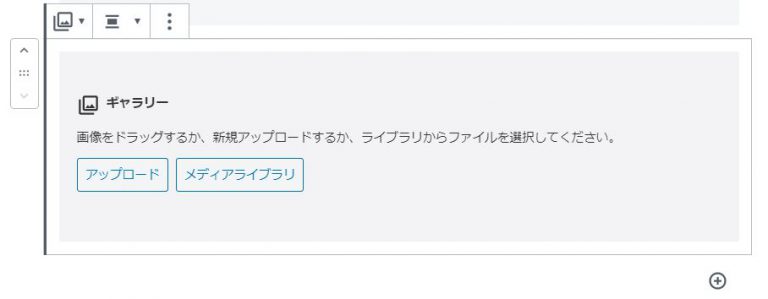 ギャラリー
画像をドラッグするか、新規アップロードするか、ライブラリからファイルを選択してください。
アップロード メディアライブラリ